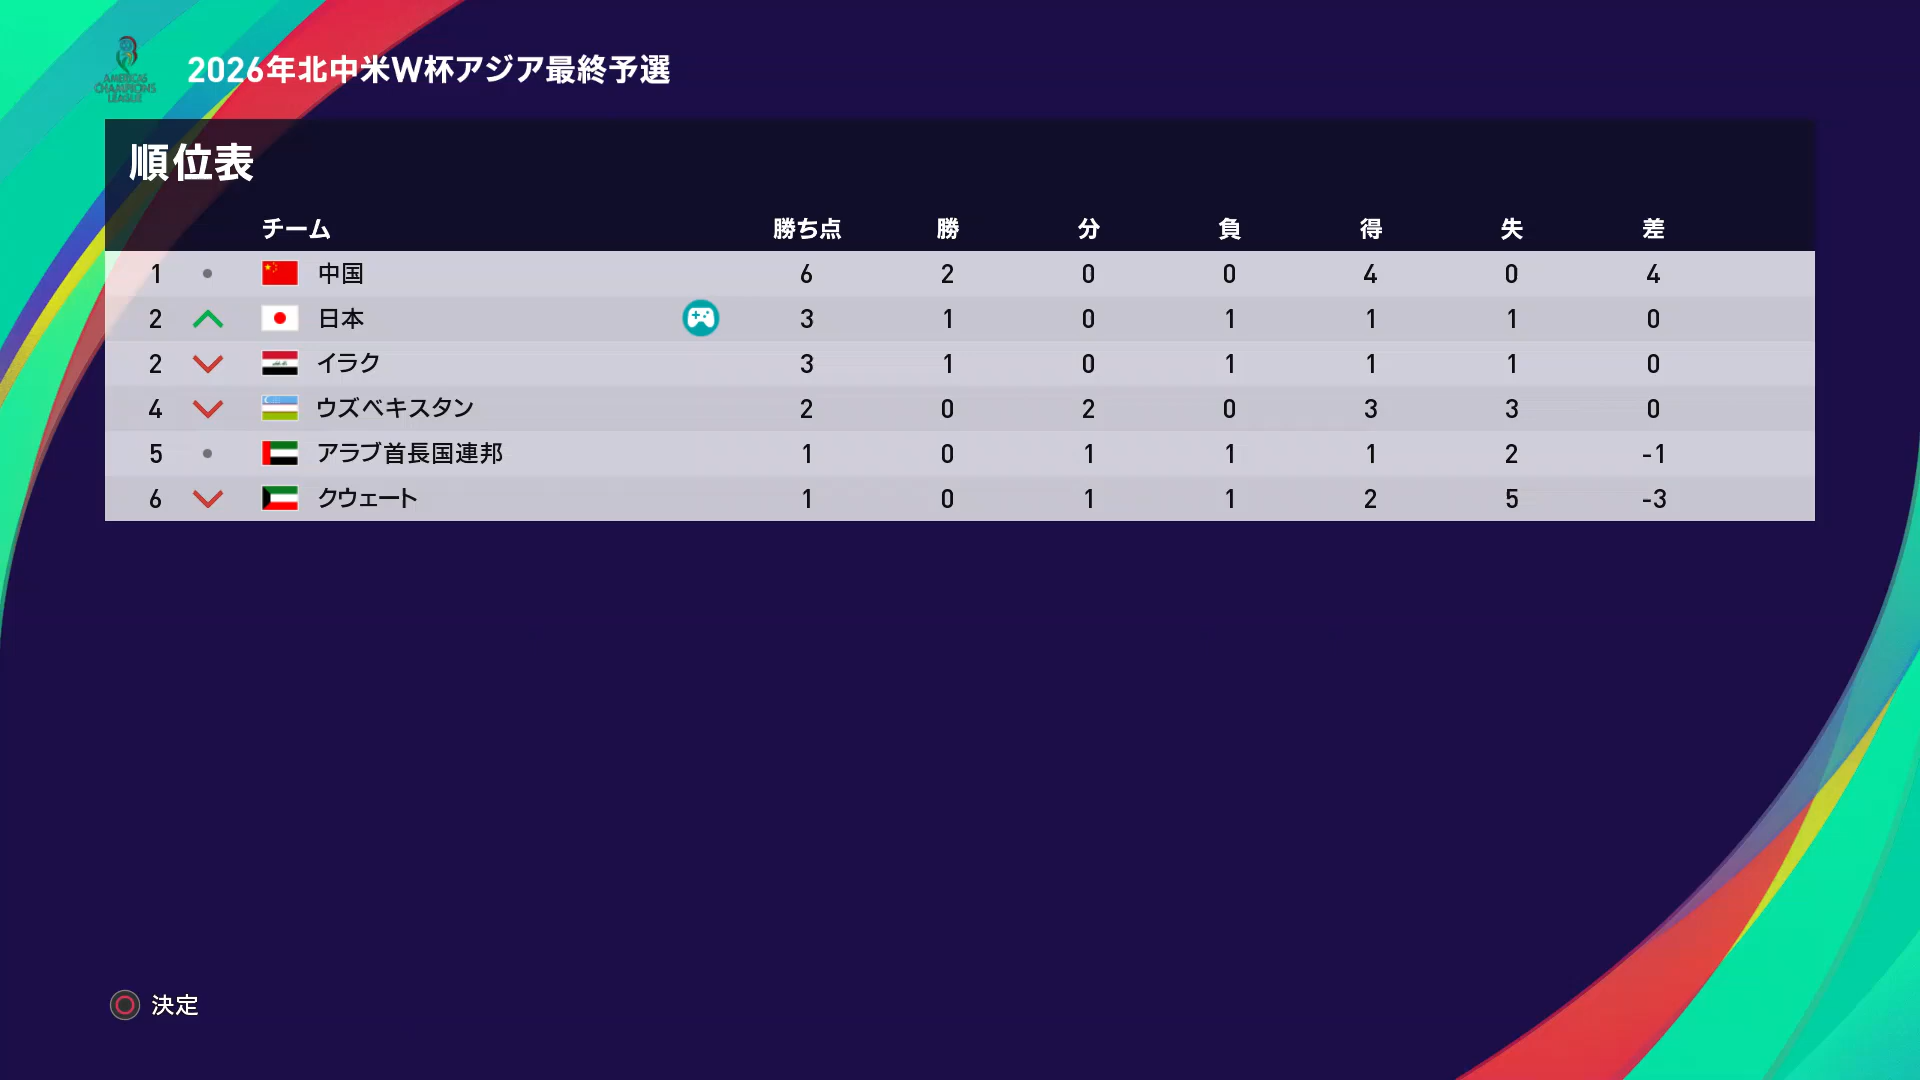 AMERICAS
CHAMPIONS
LEAGUE
2026年北中米W杯アジア最終予選
順位表
チーム 勝ち点 勝 分 負 得 失 差
1 中国 6 2 0 0 4 0 4
2 日本 3 1 0 1 1 1 0
2 イラク 3 1 0 1 1 1 0
4 ウズベキスタン 2 0 2 0 3 3 0
5 アラブ首長国連邦 1 0 1 1 1 2 -1
6 クウェート 1 0 1 1 2 5 -3
決定